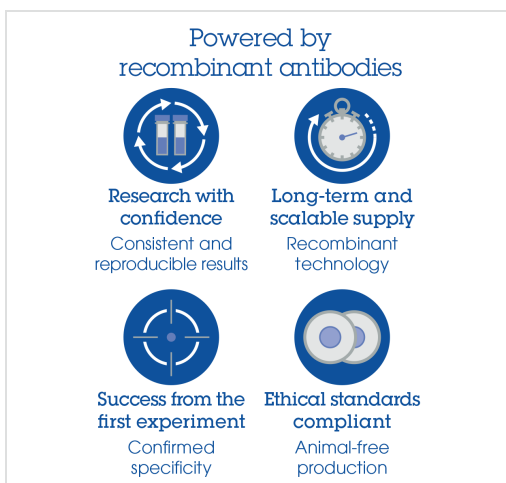 Powered by
recombinant antibodies
Research with
confidence
Consistent and
reproducible results
Long-term and
scalable supply
Recombinant
technology
Success from the
first experiment
Confirmed
specificity
Ethical standards
compliant
Animal-free
production